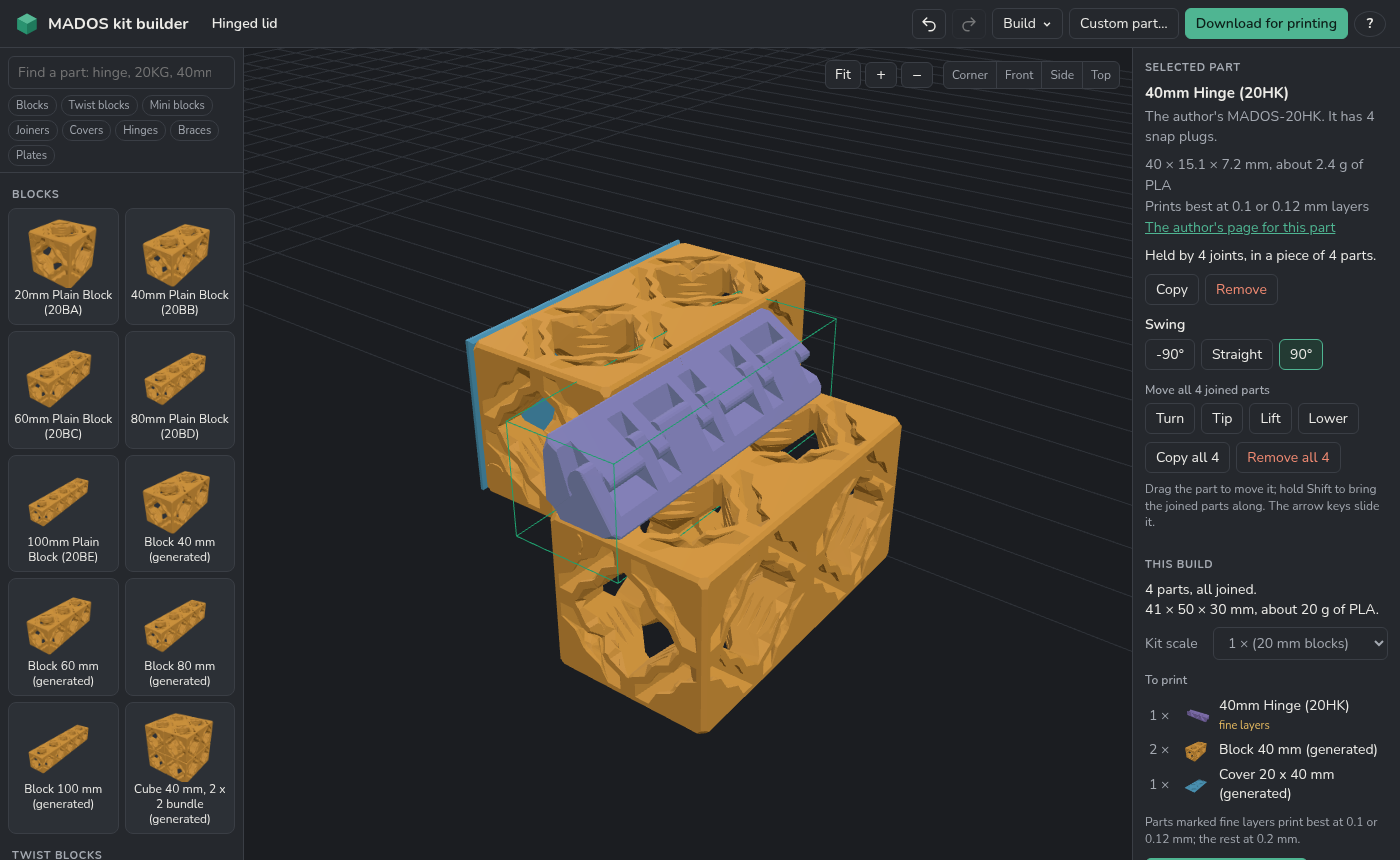 MADOS kit builder
Hinged lid
Build
Custom part...
Download for printing
?
Find a part: hinge, 20KG, 40mm
Blocks
Twist blocks
Mini blocks
Joiners
Covers
Hinges
Braces
Plates
BLOCKS
20mm Plain Block
(20BA)
40mm Plain Block
(20BB)
60mm Plain Block
(20BC)
80mm Plain Block
(20BD)
100mm Plain
Block (20BE)
Block 40 mm
(generated)
Block 60 mm
(generated)
Block 80 mm
(generated)
Block 100 mm
(generated)
Cube 40 mm, 2 x
2 bundle
(generated)
TWIST BLOCKS
Fit
+
−
Corner
Front
Side
Top
SELECTED PART
40mm Hinge (20HK)
The author's MADOS-20HK. It has 4
snap plugs.
40 × 15.1 × 7.2 mm, about 2.4 g of
PLA
Prints best at 0.1 or 0.12 mm layers
The author's page for this part
Held by 4 joints, in a piece of 4 parts.
Copy
Remove
Swing
-90°
Straight
90°
Move all 4 joined parts
Turn
Tip
Lift
Lower
Copy all 4
Remove all 4
Drag the part to move it; hold Shift to bring
the joined parts along. The arrow keys slide
it.
THIS BUILD
4 parts, all joined.
41 × 50 × 30 mm, about 20 g of PLA.
Kit scale
1 × (20 mm blocks)
To print
1 ×
40mm Hinge (20HK)
fine layers
2 ×
Block 40 mm (generated)
1 ×
Cover 20 x 40 mm
(generated)
Parts marked fine layers print best at 0.1 or
0.12 mm; the rest at 0.2 mm.